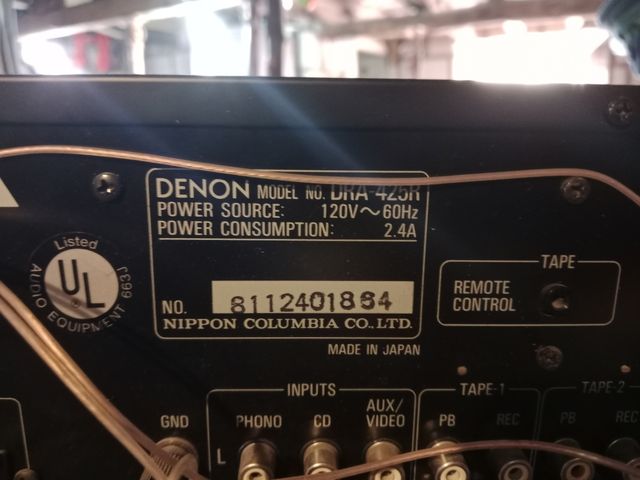 DENON MODEL NO. DRA-425R
POWER SOURCE: 120V～60Hz
POWER CONSUMPTION: 2.4A
NO. 8112401864
NIPPON COLUMBIA CO., LTD.
MADE IN JAPAN
Listed
UL
®
AUDIO EQUIPMENT 663J
TAPE
REMOTE
CONTROL
INPUTS
TAPE-1
TAPE-2
GND
PHONO
CD
AUX/
VIDEO
PB
REC
PB
REC
L